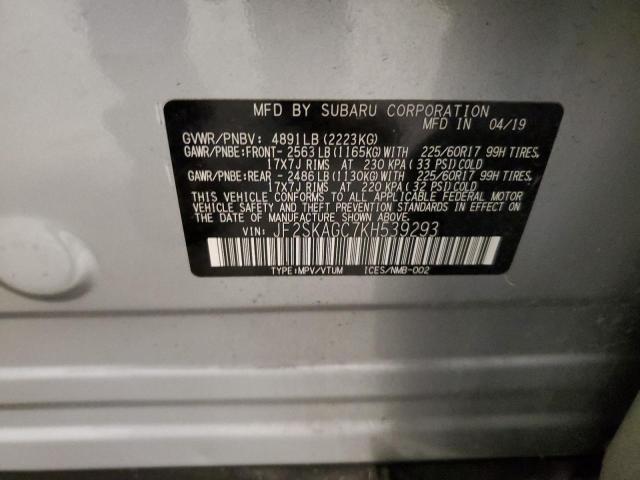 MFD BY SUBARU CORPORATION
MFD IN 04/19
GVWR/PNBV: 4891LB(2223KG)
GAWR/PNBE:FRONT- 2563LB(1165KG)WITH 225/60R17 99H TIRES,
17X7J RIMS AT 230 KPA(33 PSI)COLD
GAWR/PNBE:REAR - 2486LB(1130KG)WITH 225/60R17 99H TIRES,
17X7J RIMS AT 220 KPA(32 PSI)COLD
THIS VEHICLE CONFORMS TO ALL APPLICABLE FEDERAL MOTOR
VEHICLE SAFETY AND THEFT PREVENTION STANDARDS IN EFFECT
ON THE DATE OF MANUFACTURE SHOWN ABOVE.
VIN: JF2SKAGC7KH539293
TYPE:MPV/VTUM ICES/NMB-002